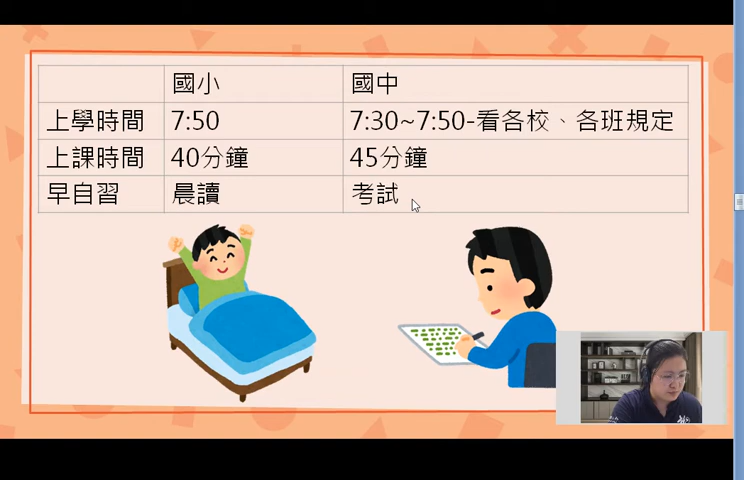 國小 國中
上學時間 7:50 7:30~7:50-看各校、各班規定
上課時間 40分鐘 45分鐘
早自習 晨讀 考試